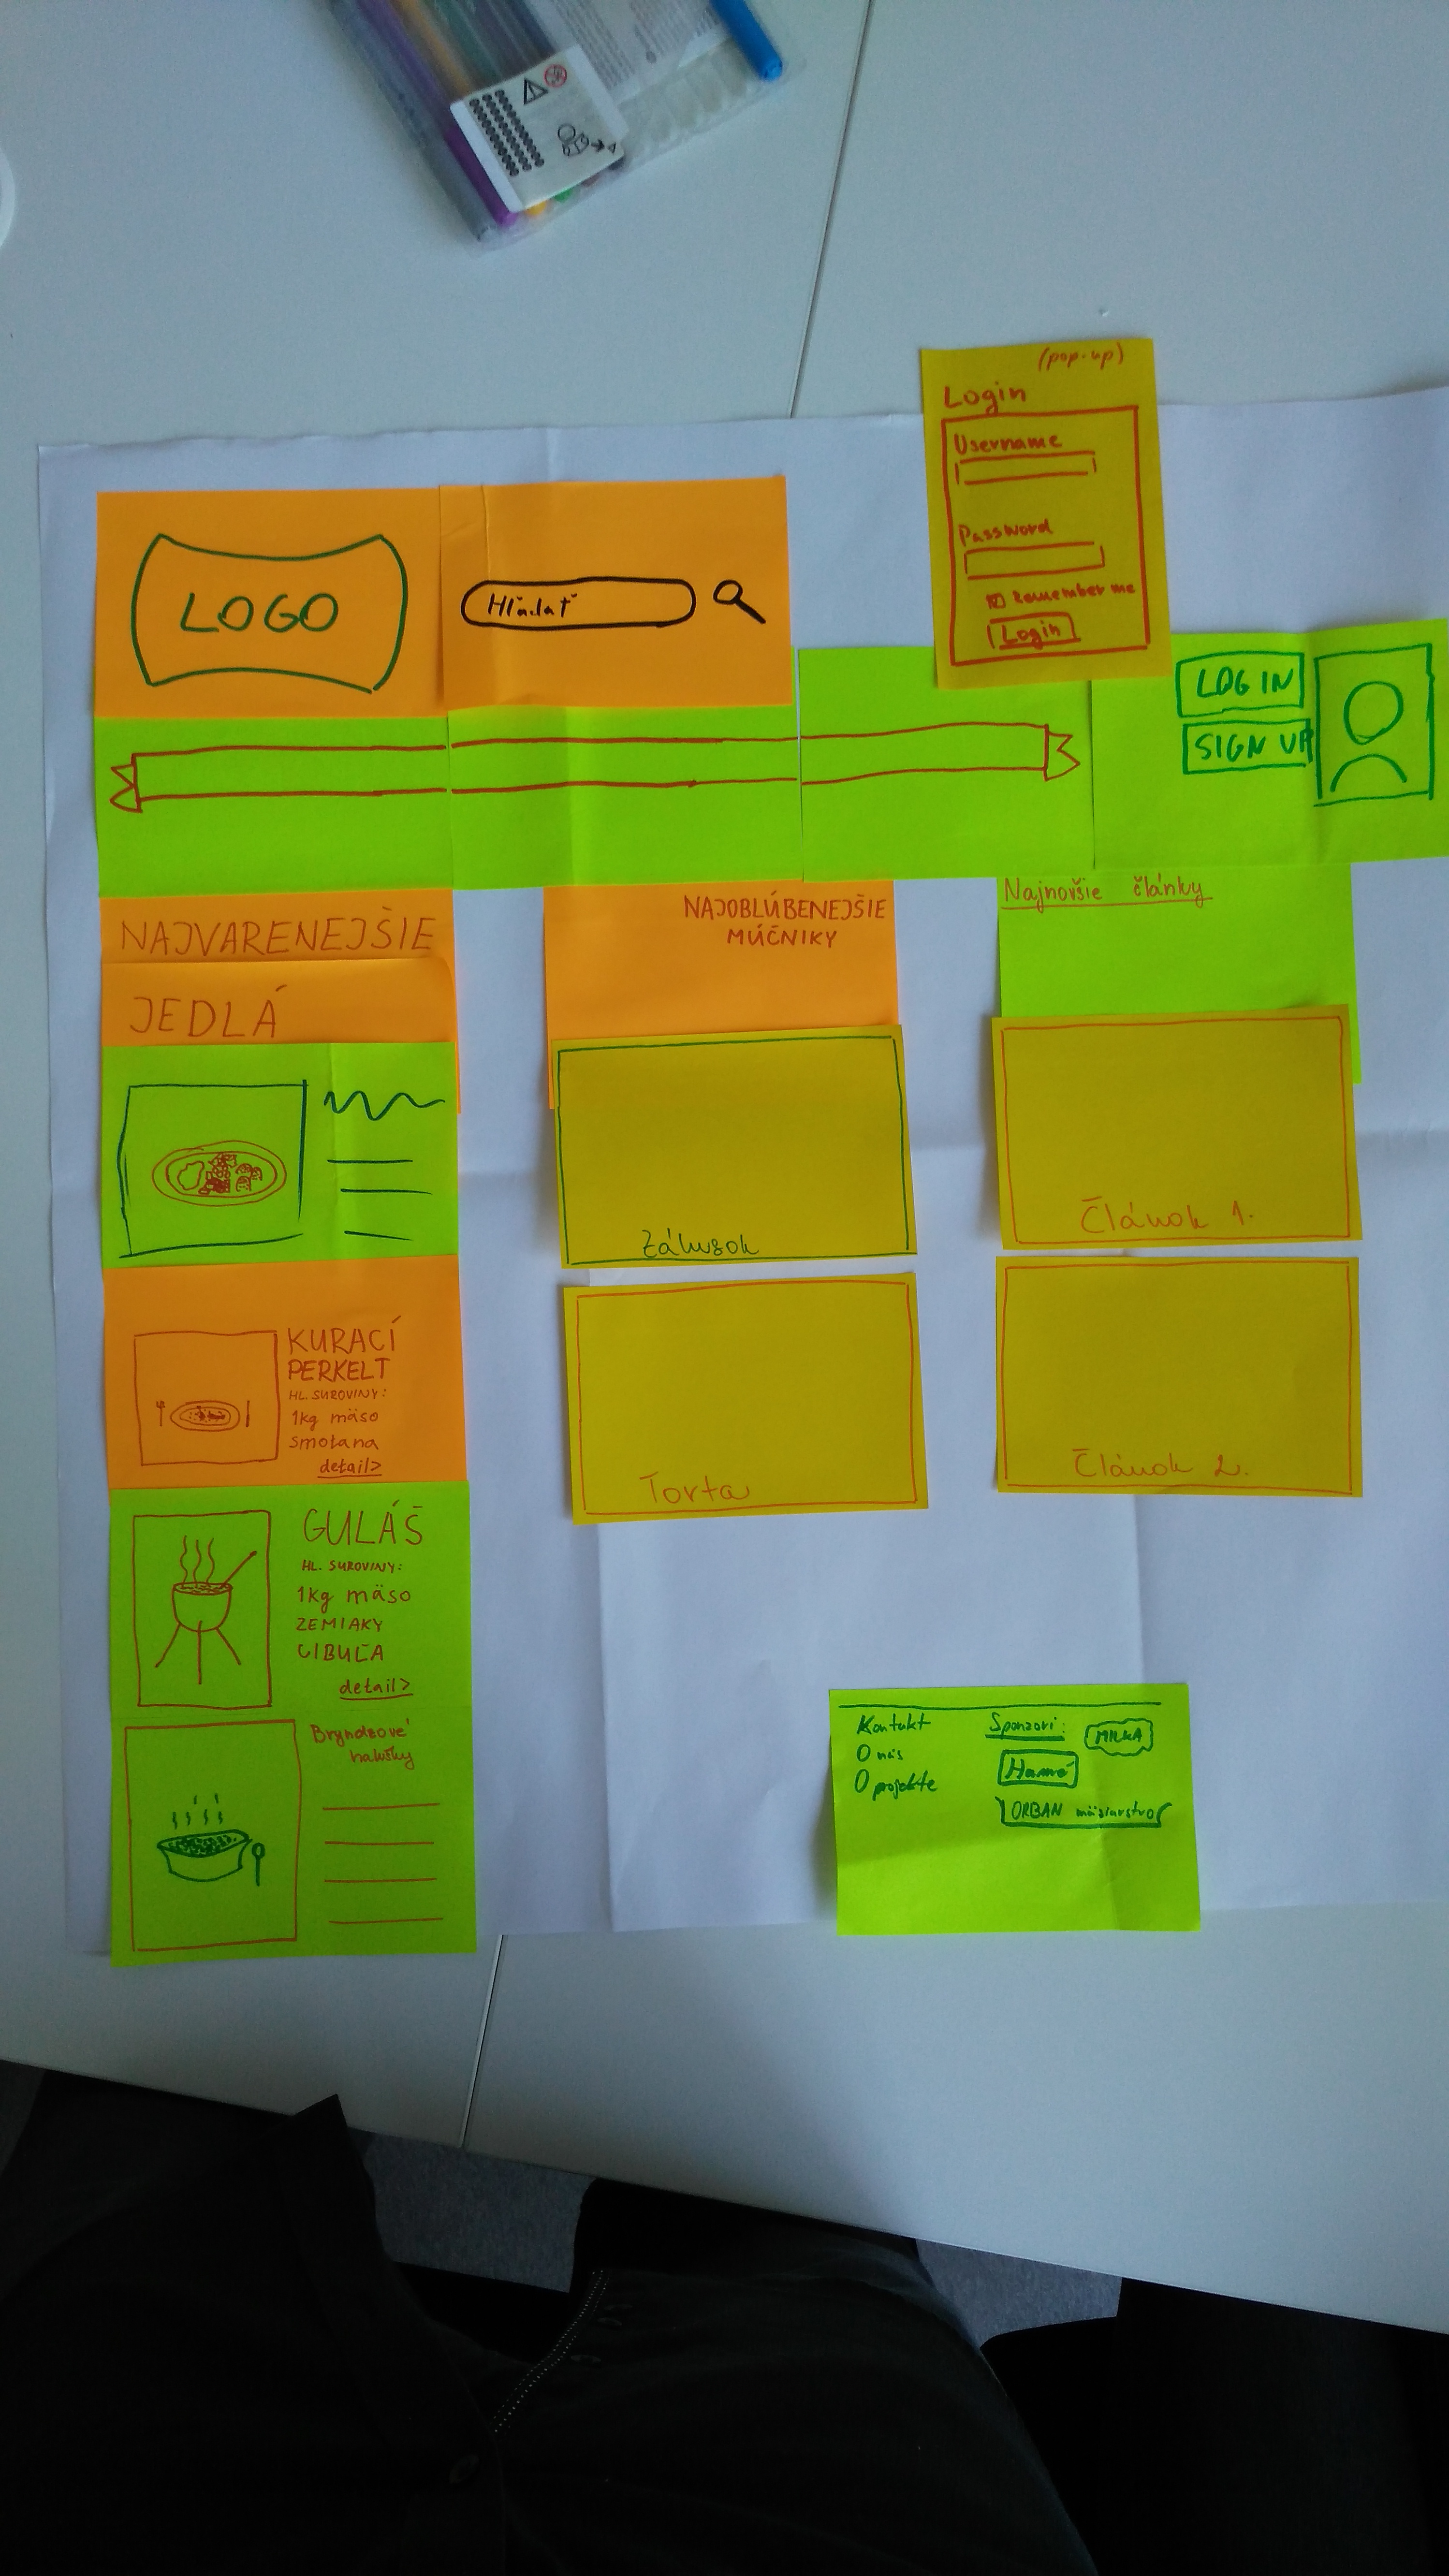 (pop-up)
Login
Username
Password
Remember me
Login
LOGO
Hľadať
LOG IN
SIGN UP
NAJVARENEJŠIE
JEDLÁ
KURACÍ
PERKELT
HL. SUROVINY:
1kg mäso
smotana
detail>
GULÁŠ
HL. SUROVINY:
1kg mäso
ZEMIAKY
CIBUĽA
detail>
Bryndzové
halušky
NAJOBLÚBENEJŠIE
MÚČNIKY
Zákusok
Torta
Najnovšie články
Článok 1.
Článok 2.
Kontakt
O nás
O projekte
Sponzori:
MILKA
Hamé
ORBAN mäsiarstvo